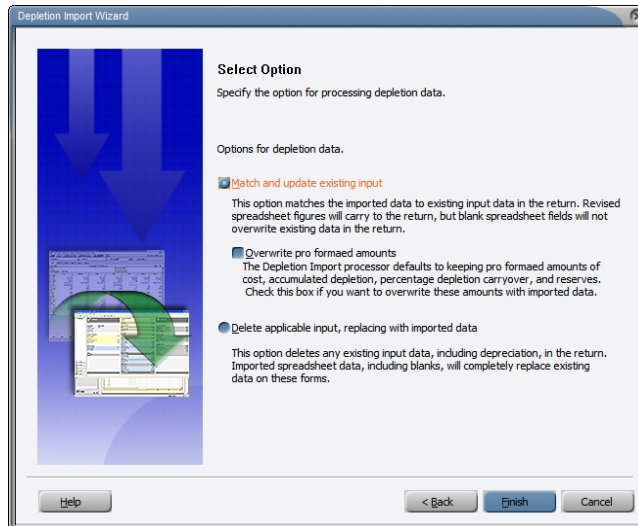 Depletion Import Wizard
Select Option
Specify the option for processing depletion data.
Options for depletion data.
Match and update existing input
This option matches the imported data to existing input data in the return. Revised
spreadsheet figures will carry to the return, but blank spreadsheet fields will not
overwrite existing data in the return.
Overwrite pro formaed amounts
The Depletion Import processor defaults to keeping pro formaed amounts of
cost, accumulated depletion, percentage depletion carryover, and reserves.
Check this box if you want to overwrite these amounts with imported data.
Delete applicable input, replacing with imported data
This option deletes any existing input data, including depreciation, in the return.
Imported spreadsheet data, including blanks, will completely replace existing
data on these forms.
Help
< Back
Finish
Cancel